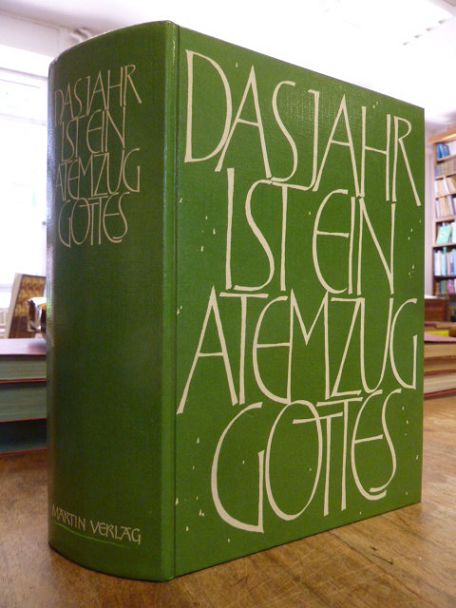 DAS JAHR
IST EIN
ATEMZUG
GOTTES
MARTIN VERLAG
DAS JAHR
IST EIN
ATEMZUG
GOTTES